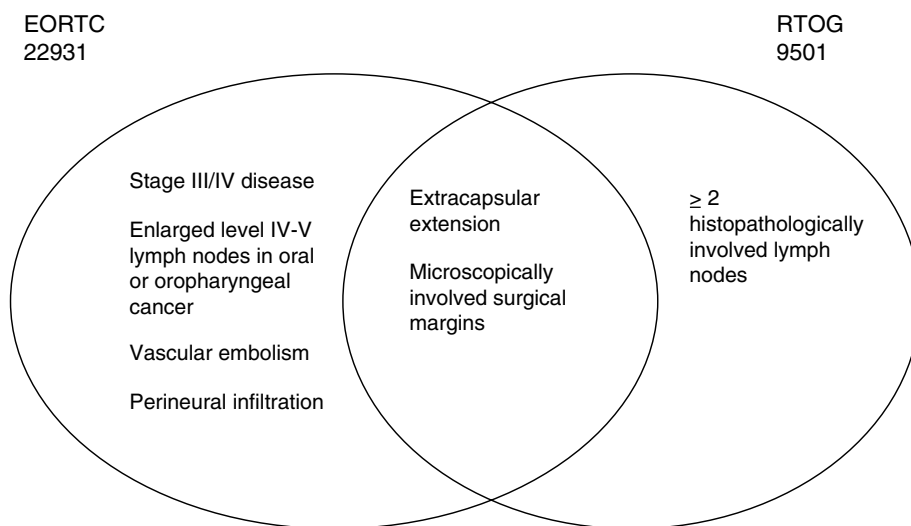 EORTC
22931
RTOG
9501
Stage III/IV disease
Enlarged level IV-V
lymph nodes in oral
or oropharyngeal
cancer
Vascular embolism
Perineural infiltration
Extracapsular
extension
Microscopically
involved surgical
margins
≥ 2
histopathologically
involved lymph
nodes